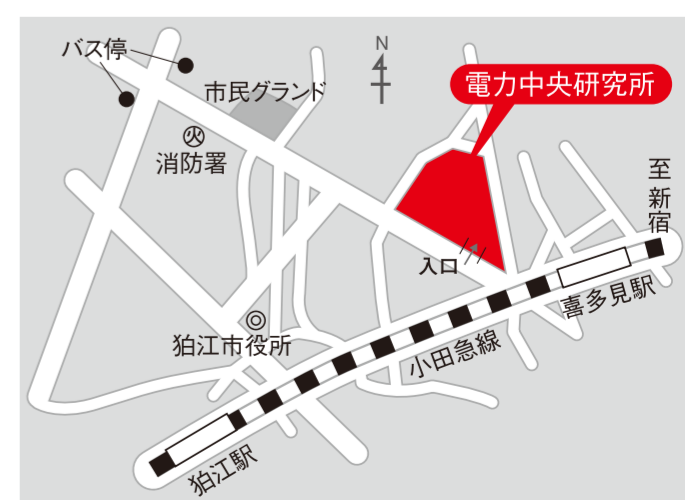 バス停
N
市民グランド
電力中央研究所
㋫消防署
至新宿
入口
喜多見駅
狛江市役所
小田急線
狛江駅